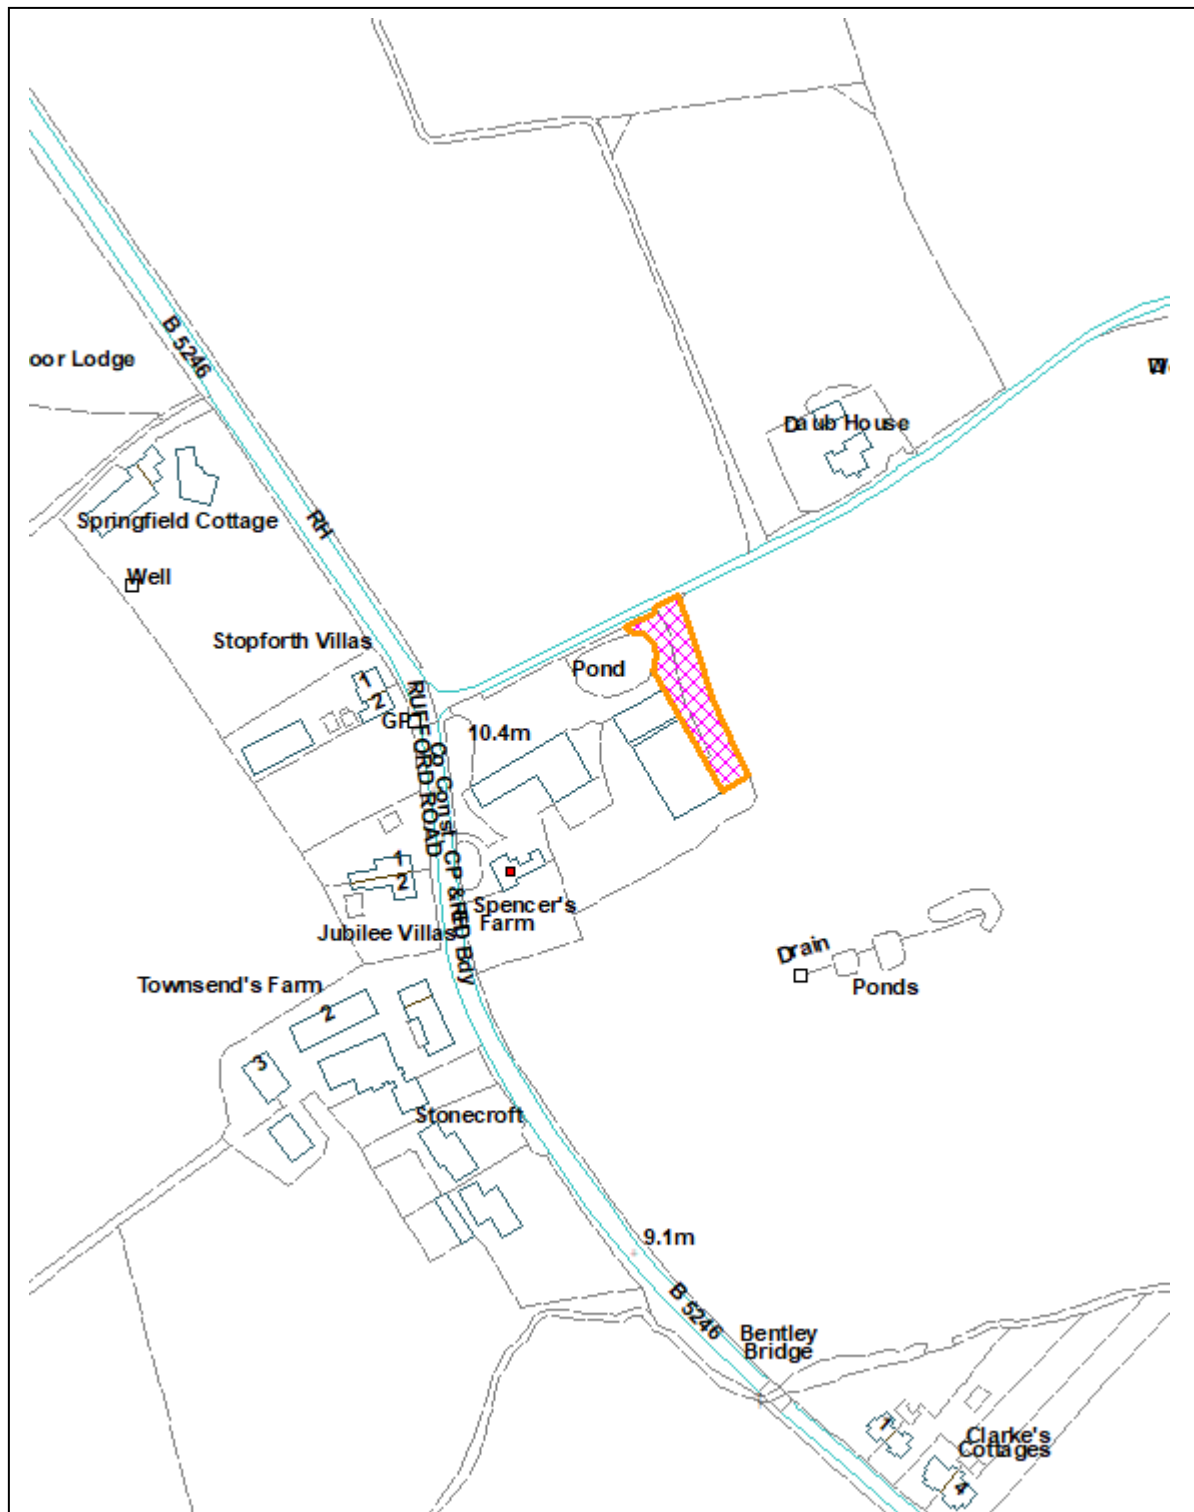 B 5246
oor Lodge
Daub House
Springfield Cottage
RH
Well
Stopforth Villas
Pond
1
2
GP
10.4m
RUFFORD ROAD
Co Const CP & ED Bdy
1
2
Spencer's
Farm
Jubilee Villas
Drain
Townsend's Farm
Ponds
2
3
Stonecroft
9.1m
B 5246
Bentley
Bridge
1
Clarke's
Cottages
4